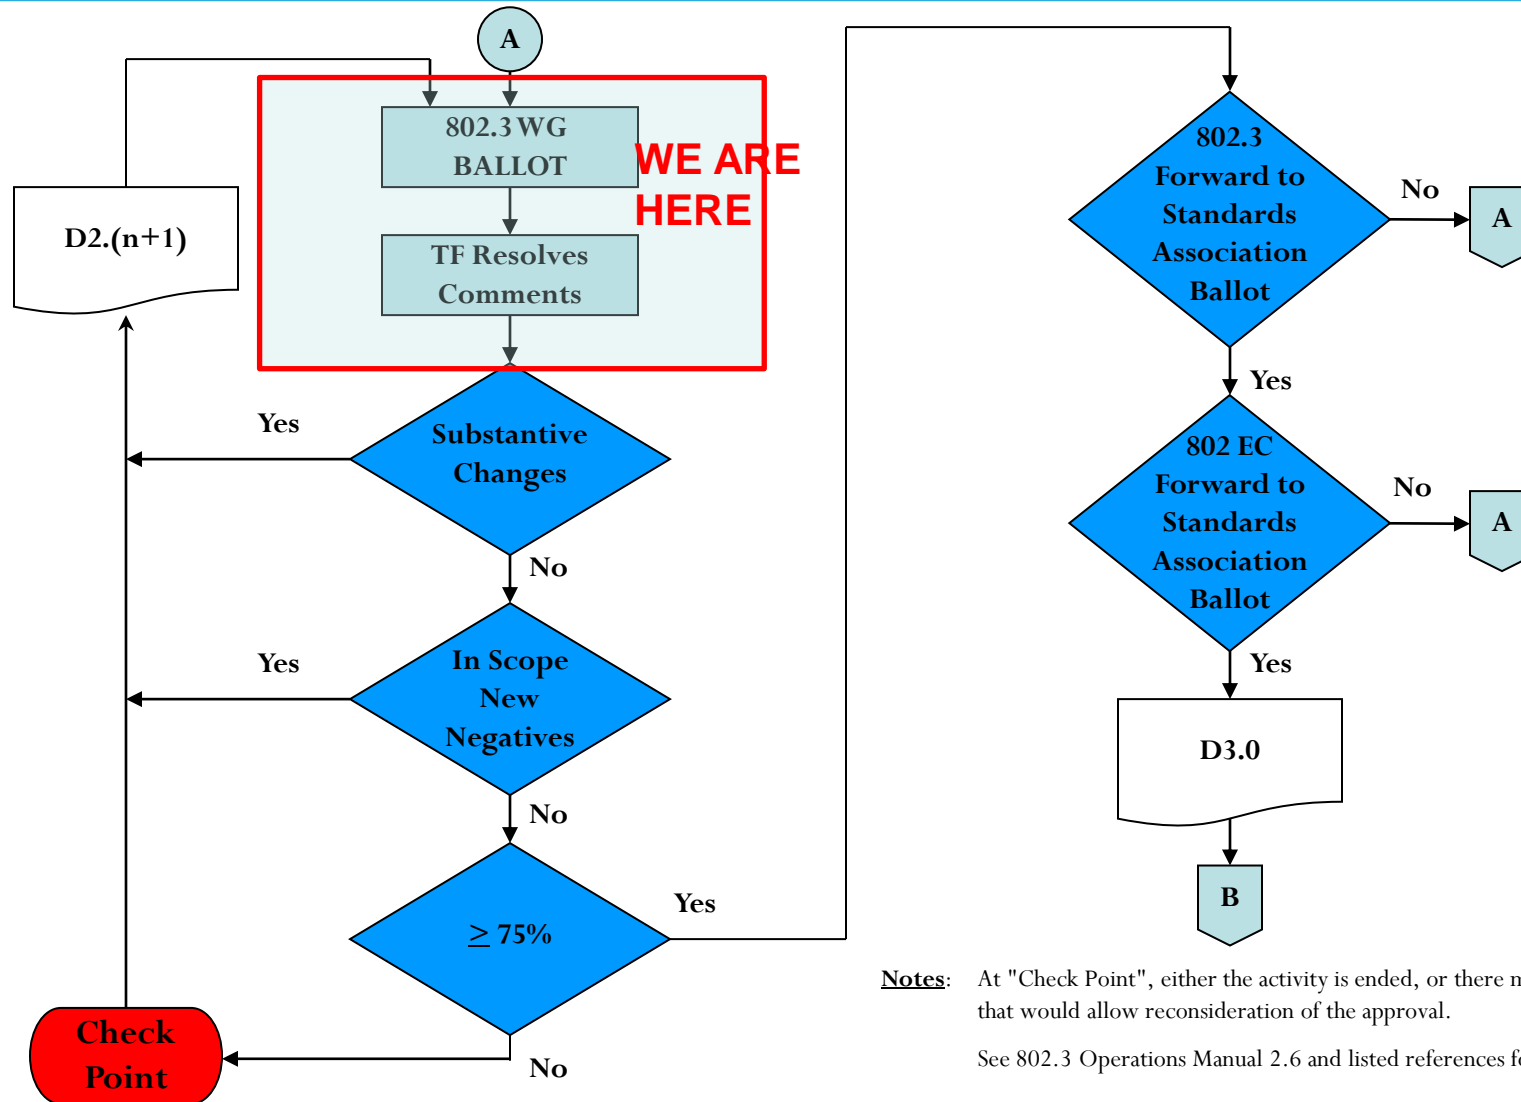 A
802.3 WG
BALLOT
WE ARE
HERE
TF Resolves
Comments
D2.(n+1)
Yes
Substantive
Changes
No
Yes
In Scope
New
Negatives
No
≥ 75%
Yes
No
Check
Point
802.3
Forward to
Standards
Association
Ballot
No
A
Yes
802 EC
Forward to
Standards
Association
Ballot
No
A
Yes
D3.0
B
Notes: At "Check Point", either the activity is ended, or there
that would allow reconsideration of the approval.
See 802.3 Operations Manual 2.6 and listed references